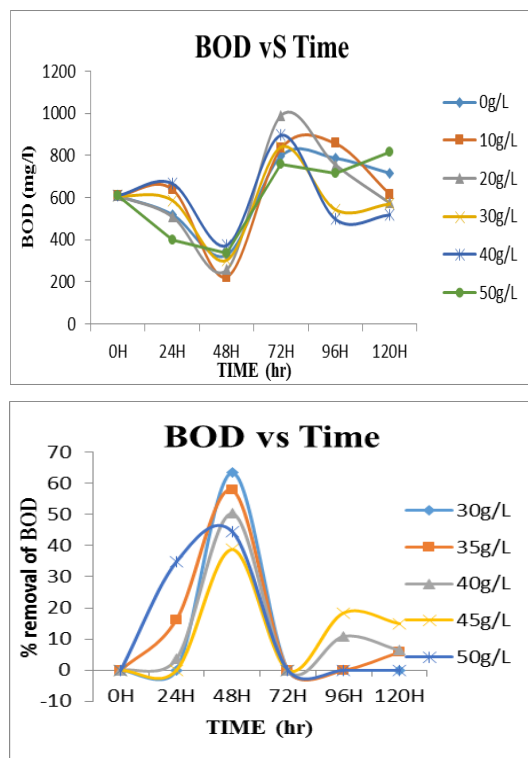 BOD vS Time
1200
1000
800
600
400
200
0
BOD (mg/l)
0H 24H 48H 72H 96H 120H
TIME (hr)
0g/L
10g/L
20g/L
30g/L
40g/L
50g/L
BOD vs Time
70
60
50
40
30
20
10
0
-10
% removal of BOD
0H 24H 48H 72H 96H 120H
TIME (hr)
30g/L
35g/L
40g/L
45g/L
50g/L